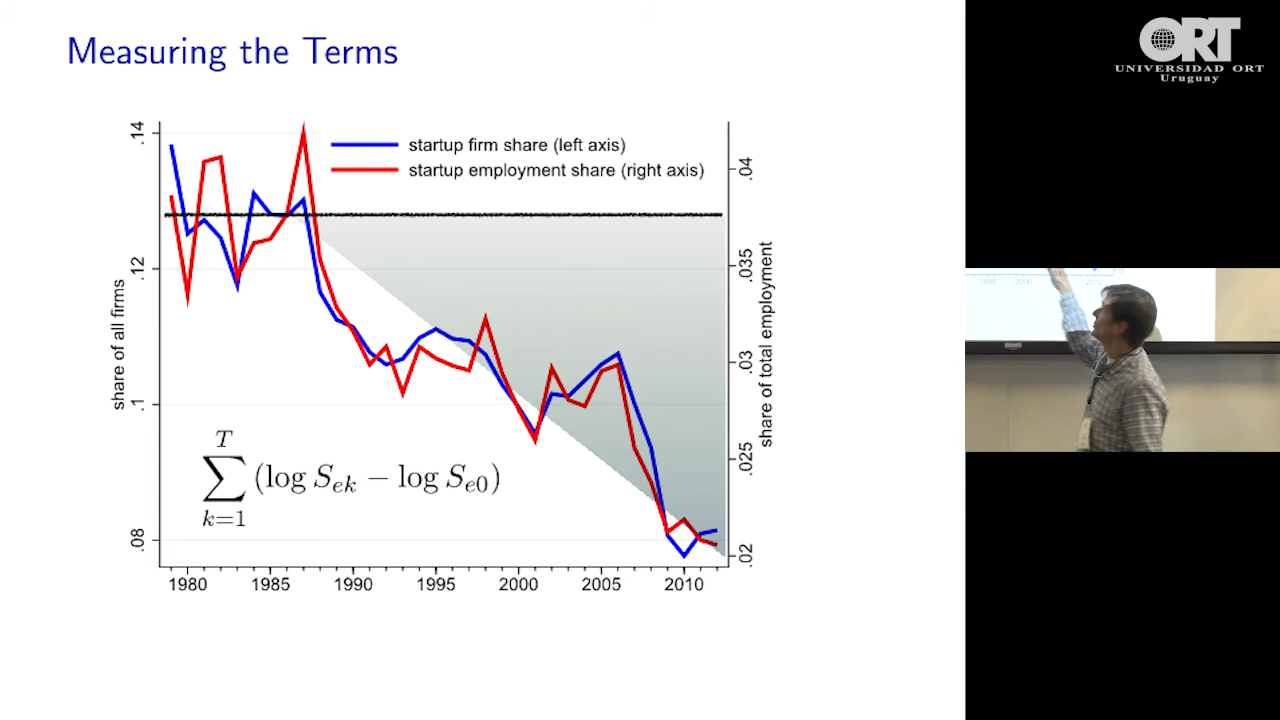 Measuring the Terms
ORT
UNIVERSIDAD ORT
Uruguay
startup firm share (left axis)
startup employment share (right axis)
share of all firms
.14
.12
.1
.08
share of total employment
.04
.035
.03
.025
.02
T
∑ (log S_ek − log S_e0)
k=1
1980 1985 1990 1995 2000 2005 2010
1995 2000